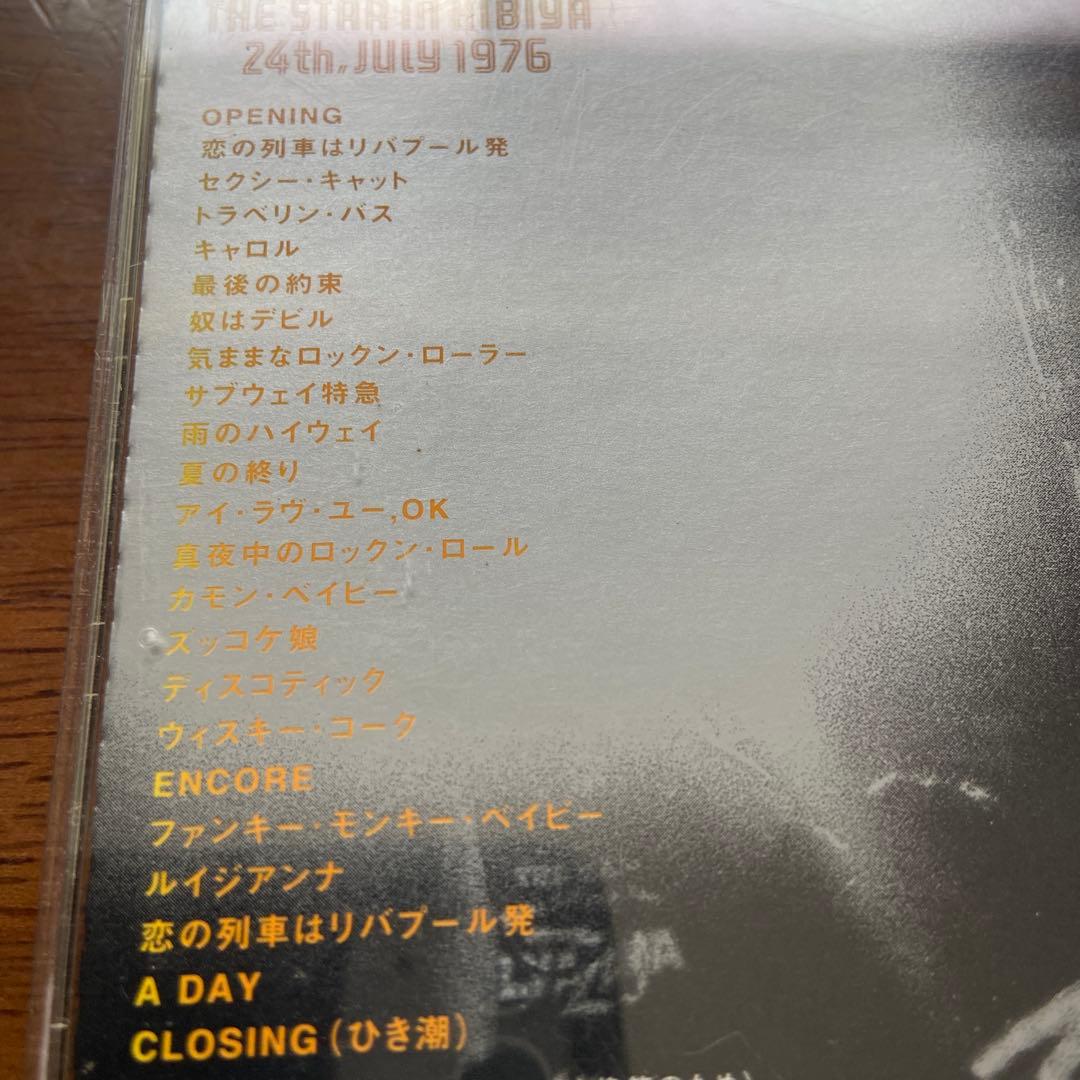 THE STAR IN HIBIYA
24th, JULY 1976
OPENING
恋の列車はリバプール発
セクシー・キャット
トラベリン・バス
キャロル
最後の約束
奴はデビル
気ままなロックン・ローラー
サブウェイ特急
雨のハイウェイ
夏の終り
アイ・ラヴ・ユー,OK
真夜中のロックン・ロール
カモン・ベイビー
ズッコケ娘
ディスコティック
ウィスキー・コーク
ENCORE
ファンキー・モンキー・ベイビー
ルイジアンナ
恋の列車はリバプール発
A DAY
CLOSING (ひき潮)